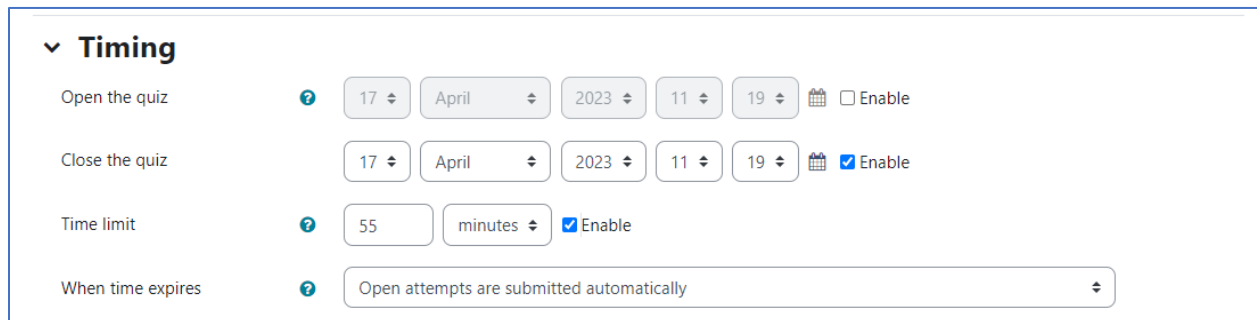 Timing
Open the quiz 17 April 2023 11 19 Enable
Close the quiz 17 April 2023 11 19 Enable
Time limit 55 minutes Enable
When time expires Open attempts are submitted automatically